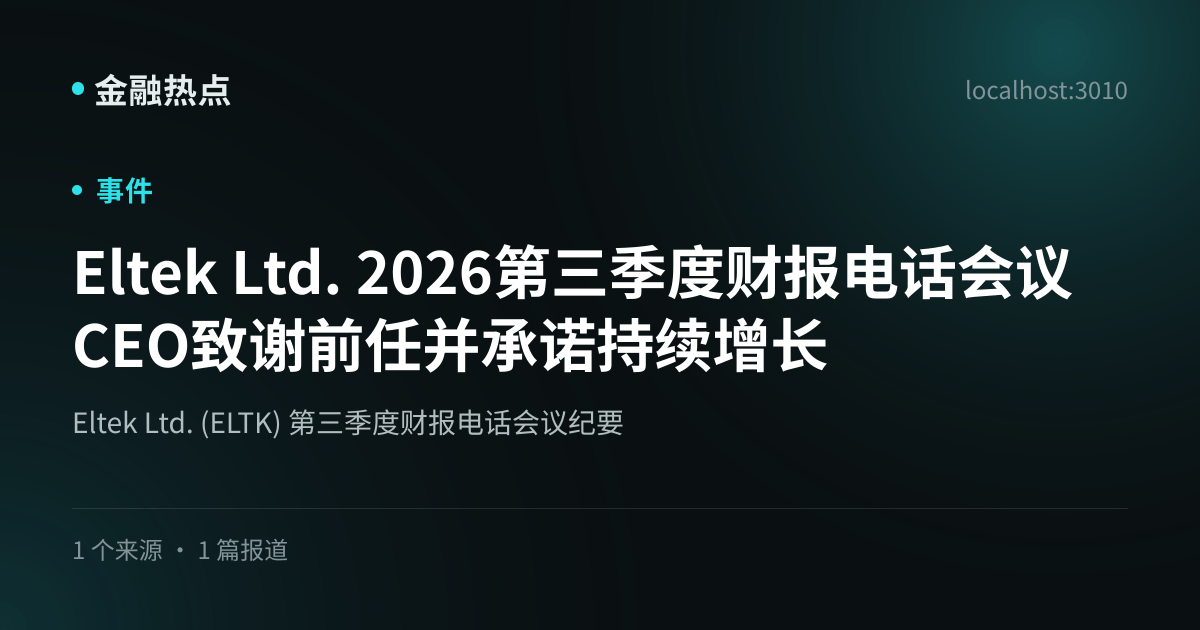 金融热点
localhost:3010
事件
Eltek Ltd. 2026第三季度财报电话会议
CEO致谢前任并承诺持续增长
Eltek Ltd. (ELTK) 第三季度财报电话会议纪要
1 个来源 · 1 篇报道